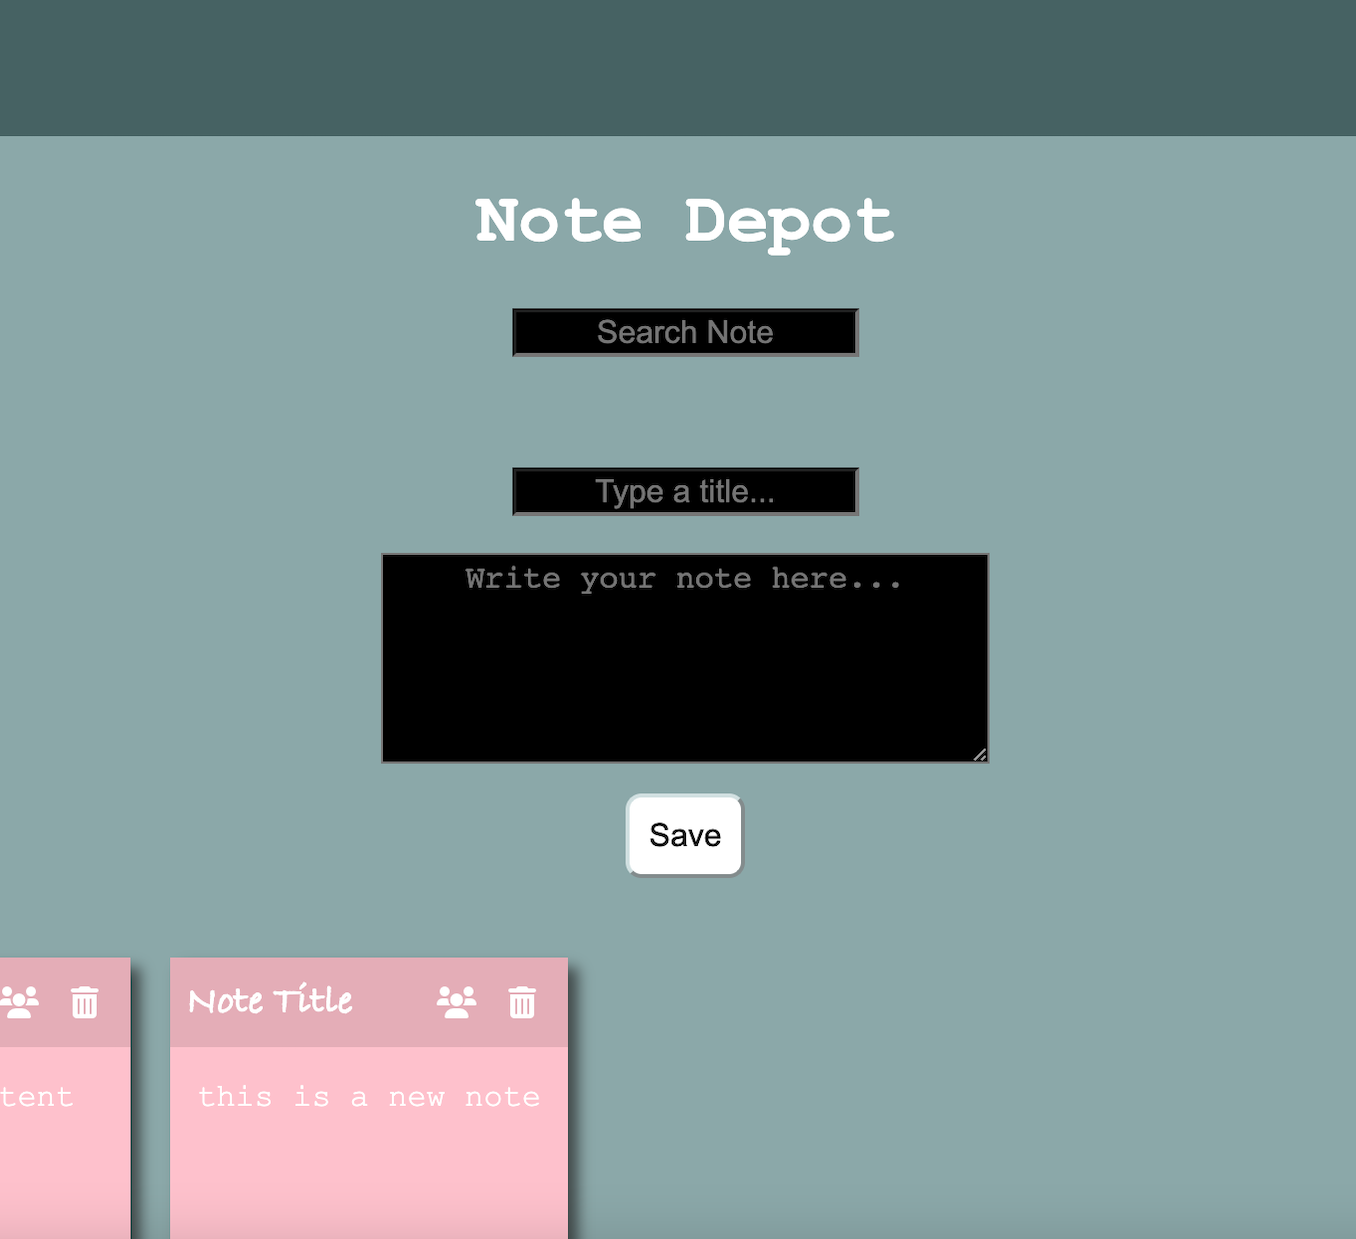 Note Depot
Search Note
Type a title...
Write your note here...
Save
Note Title
tent
this is a new note